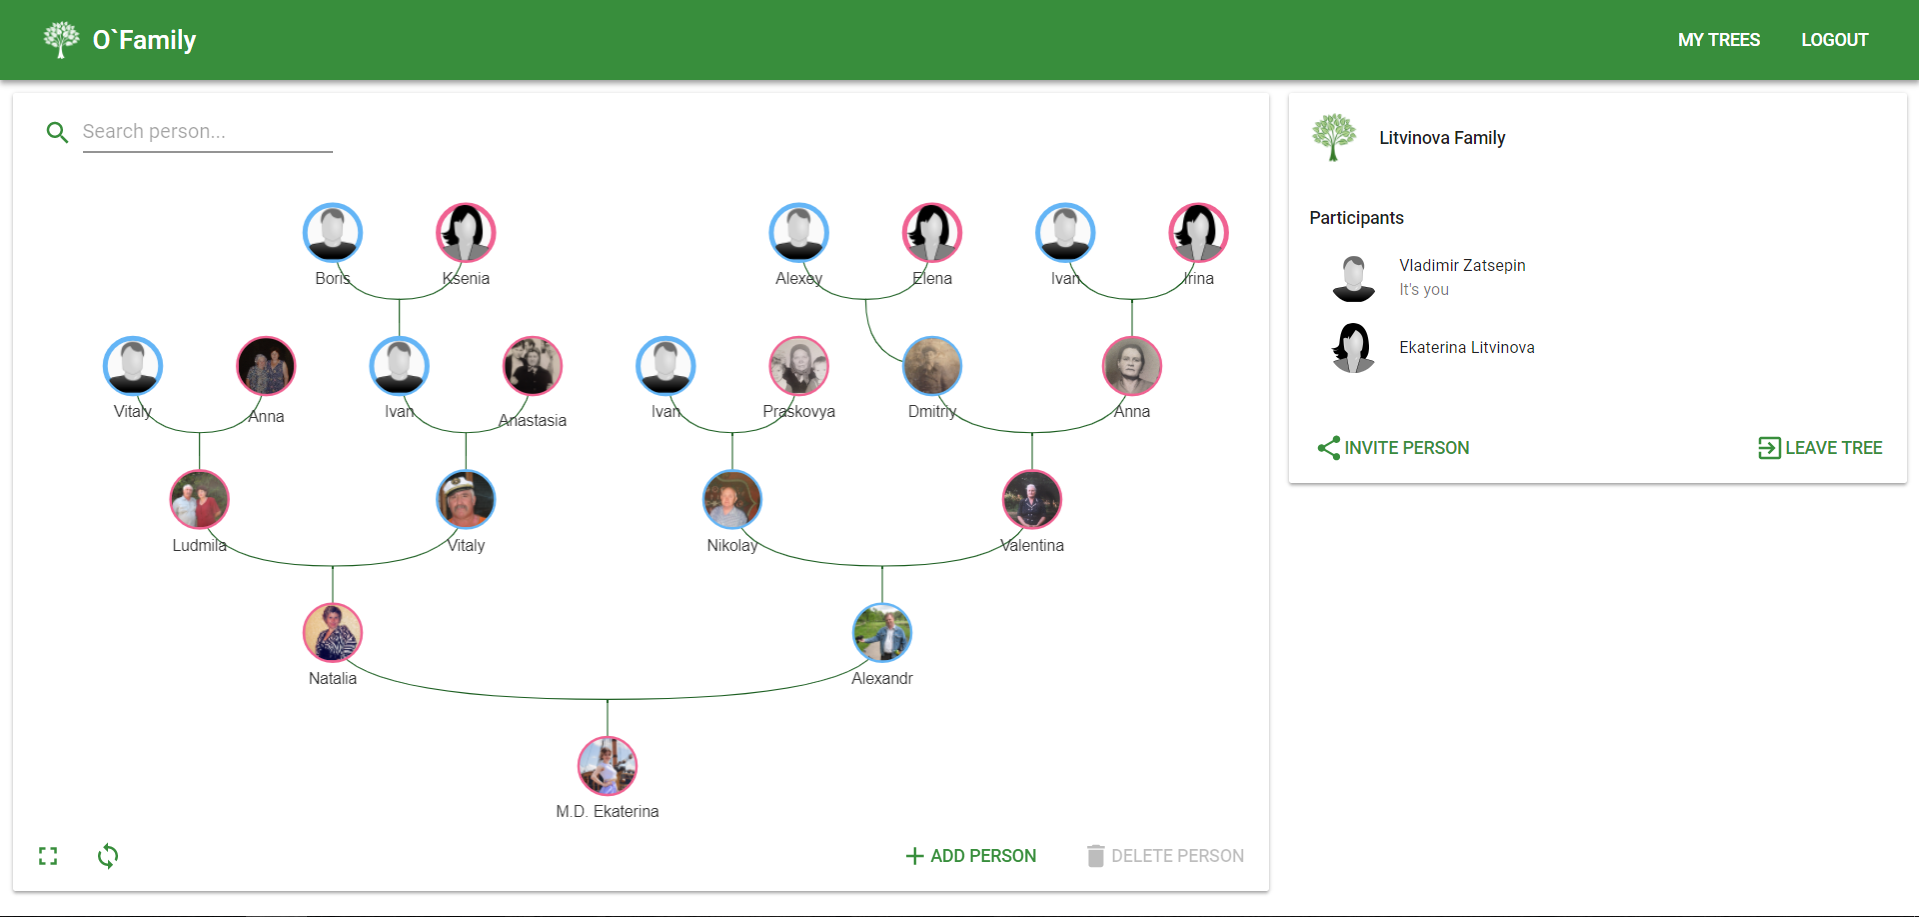 O`Family
MY TREES LOGOUT
Search person...
Boris Ksenia Alexey Elena Ivan Irina
Vitaly Anna Ivan Anastasia Ivan Praskovya Dmitriy Anna
Ludmila Vitaly Nikolay Valentina
Natalia Alexandr
M.D. Ekaterina
ADD PERSON DELETE PERSON
Litvinova Family
Participants
Vladimir Zatsepin
It's you
Ekaterina Litvinova
INVITE PERSON LEAVE TREE